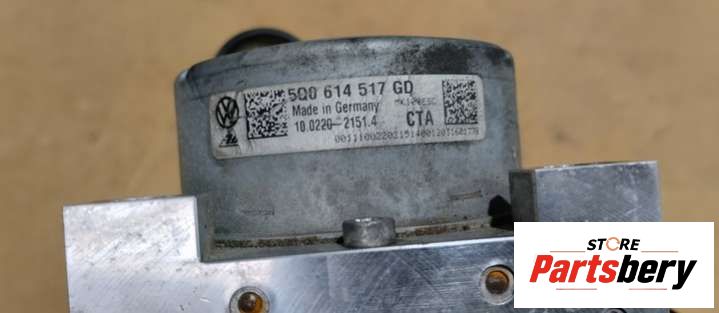 5Q0 614 517 GD
Made in Germany
10.0220-2151.4 CTA
STORE
Partsbery